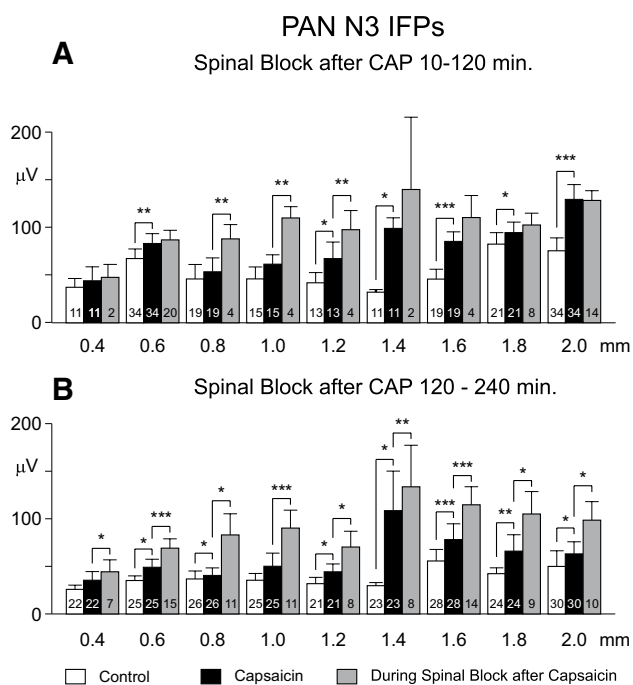 PAN N3 IFPs
A
Spinal Block after CAP 10-120 min.
200
µV
100
0
** ** ** * ** * *** * ***
11 11 2 34 34 20 19 19 4 15 15 4 13 13 4 11 11 2 19 19 4 21 21 8 34 34 14
0.4 0.6 0.8 1.0 1.2 1.4 1.6 1.8 2.0 mm
B
Spinal Block after CAP 120 - 240 min.
200
µV
100
0
* * *** * * *** * * * ** *** *** ** * * *
22 22 7 25 25 15 26 26 11 25 25 11 21 21 8 23 23 8 28 28 14 24 24 9 30 30 10
0.4 0.6 0.8 1.0 1.2 1.4 1.6 1.8 2.0 mm
Control Capsaicin During Spinal Block after Capsaicin